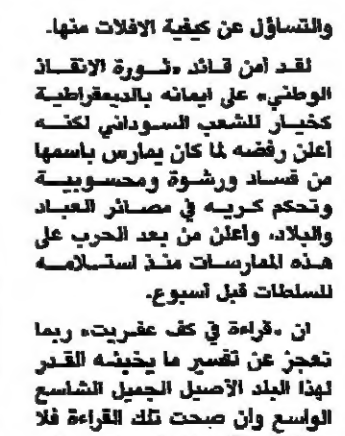 والتساؤل عن كيفية الافلات منها.
لقد أمن قائد «ثورة الإنقاذ
الوطني» على ايمانه بالديمقراطية
كخيار للشعب السوداني لكنه
أعلن رفضه لما كان يمارس باسمها
من فساد ورشوة ومحسوبية
وتحكم كريه في مصائر العباد
والبلاد، وأعلن من بعد الحرب على
هذه الممارسات منذ استلامه
للسلطات قبل أسبوع.
ان «قراءة في كف عفريت» ربما
تعجز عن تفسير ما يخبئه القدر
لهذا البلد الأصيل الجميل الشاسع
الواسع وان صحت تلك القراءة فلا